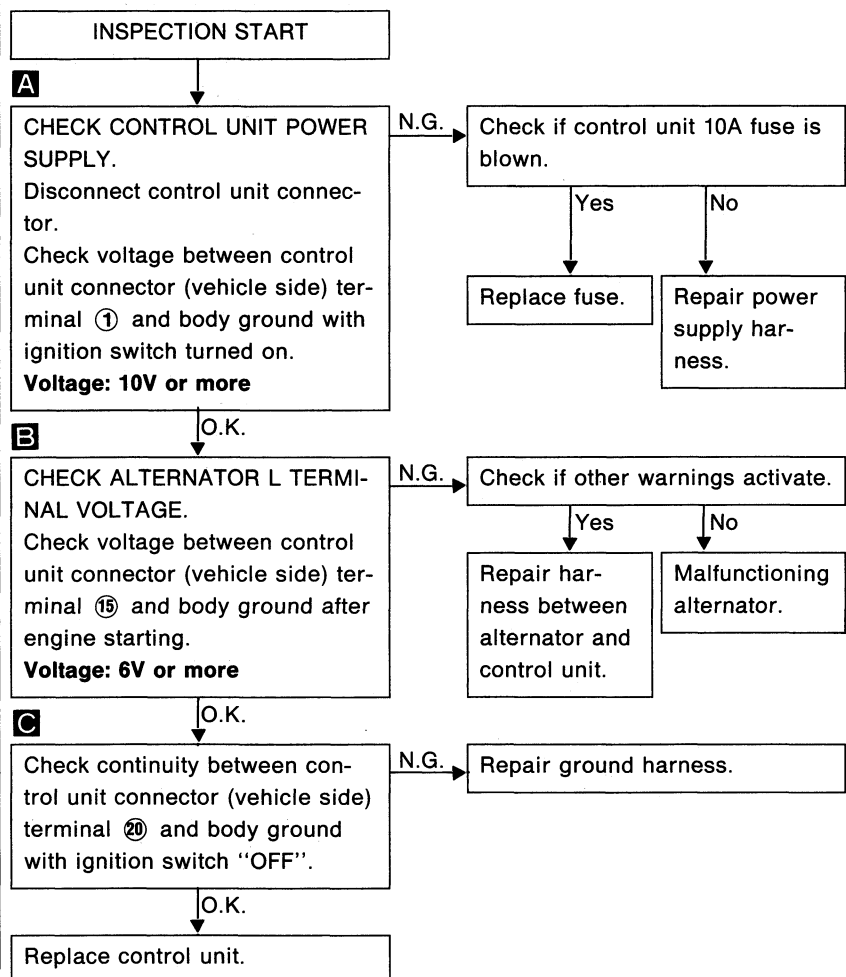 INSPECTION START
A
CHECK CONTROL UNIT POWER
SUPPLY.
Disconnect control unit connec-
tor.
Check voltage between control
unit connector (vehicle side) ter-
minal ① and body ground with
ignition switch turned on.
Voltage: 10V or more
N.G.
Check if control unit 10A fuse is
blown.
Yes
No
Replace fuse.
Repair power
supply har-
ness.
O.K.
B
CHECK ALTERNATOR L TERMI-
NAL VOLTAGE.
Check voltage between control
unit connector (vehicle side) ter-
minal ⑮ and body ground after
engine starting.
Voltage: 6V or more
N.G.
Check if other warnings activate.
Yes
No
Repair har-
ness between
alternator and
control unit.
Malfunctioning
alternator.
O.K.
C
Check continuity between con-
trol unit connector (vehicle side)
terminal ⑳ and body ground
with ignition switch ''OFF''.
N.G.
Repair ground harness.
O.K.
Replace control unit.